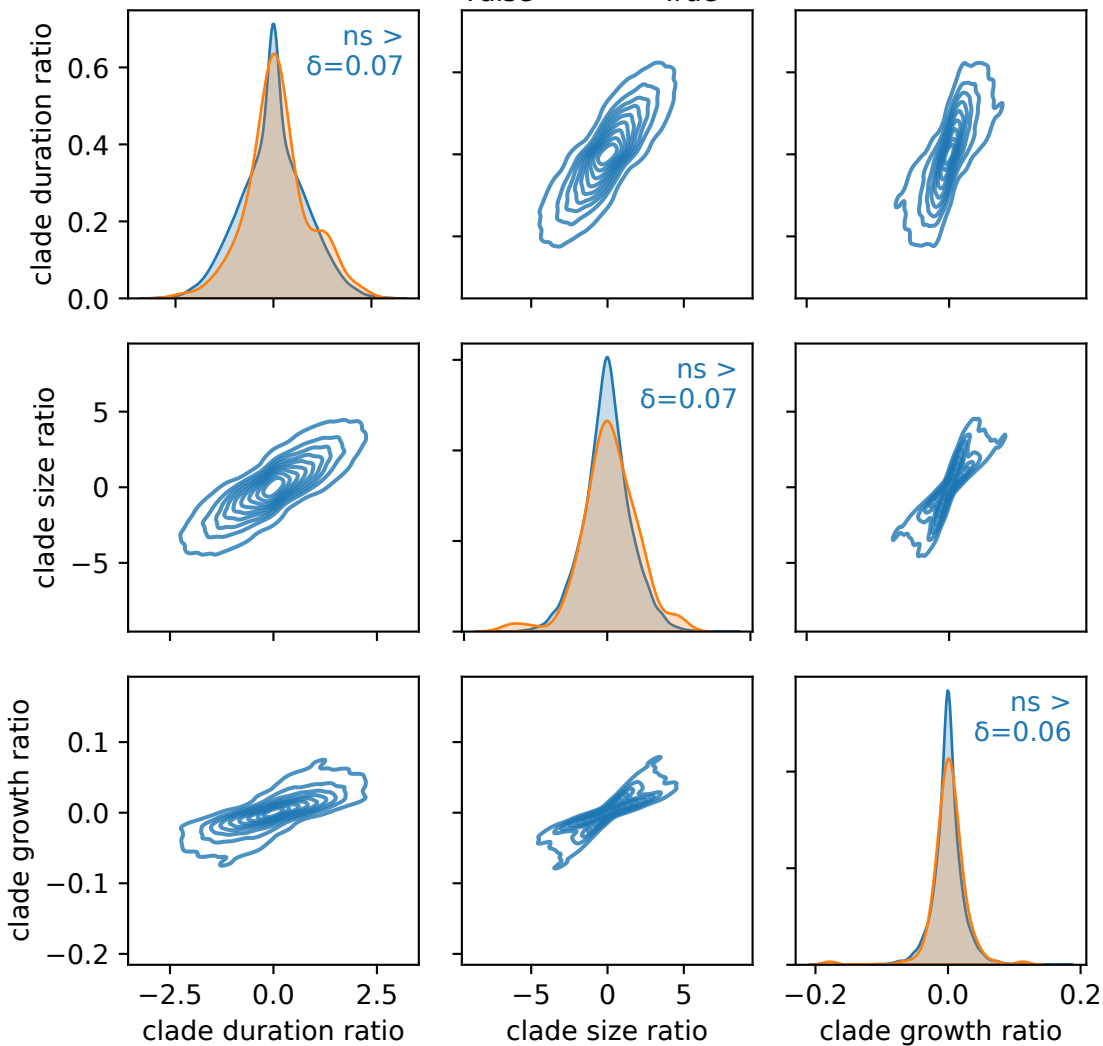 clade duration ratio
0.6
0.4
0.2
0.0
ns >
δ=0.07
clade size ratio
5
0
−5
ns >
δ=0.07
clade growth ratio
0.1
0.0
−0.1
−0.2
ns >
δ=0.06
−2.5 0.0 2.5
clade duration ratio
−5 0 5
clade size ratio
−0.2 0.0 0.2
clade growth ratio